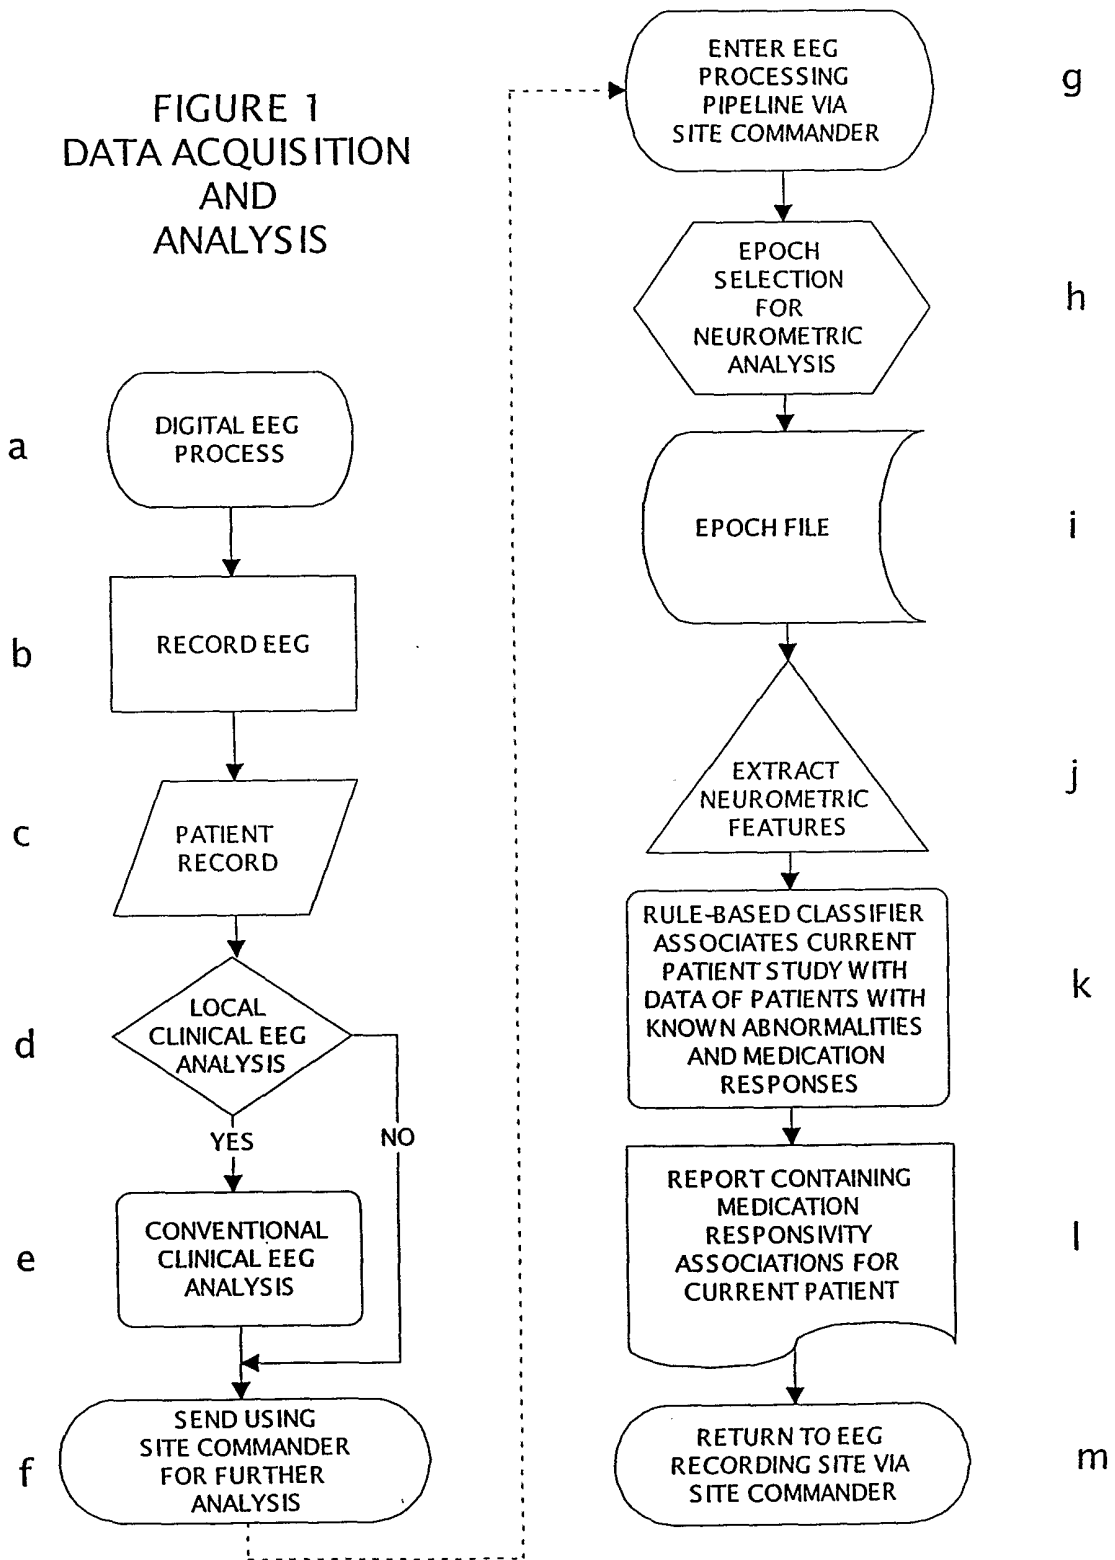 FIGURE 1
DATA ACQUISITION
AND
ANALYSIS
a
DIGITAL EEG
PROCESS
b
RECORD EEG
c
PATIENT
RECORD
d
LOCAL
CLINICAL EEG
ANALYSIS
YES
NO
e
CONVENTIONAL
CLINICAL EEG
ANALYSIS
f
SEND USING
SITE COMMANDER
FOR FURTHER
ANALYSIS
ENTER EEG
PROCESSING
PIPELINE VIA
SITE COMMANDER
g
EPOCH
SELECTION
FOR
NEUROMETRIC
ANALYSIS
h
EPOCH FILE
i
EXTRACT
NEUROMETRIC
FEATURES
j
RULE-BASED CLASSIFIER
ASSOCIATES CURRENT
PATIENT STUDY WITH
DATA OF PATIENTS WITH
KNOWN ABNORMALITIES
AND MEDICATION
RESPONSES
k
REPORT CONTAINING
MEDICATION
RESPONSIVITY
ASSOCIATIONS FOR
CURRENT PATIENT
l
RETURN TO EEG
RECORDING SITE VIA
SITE COMMANDER
m